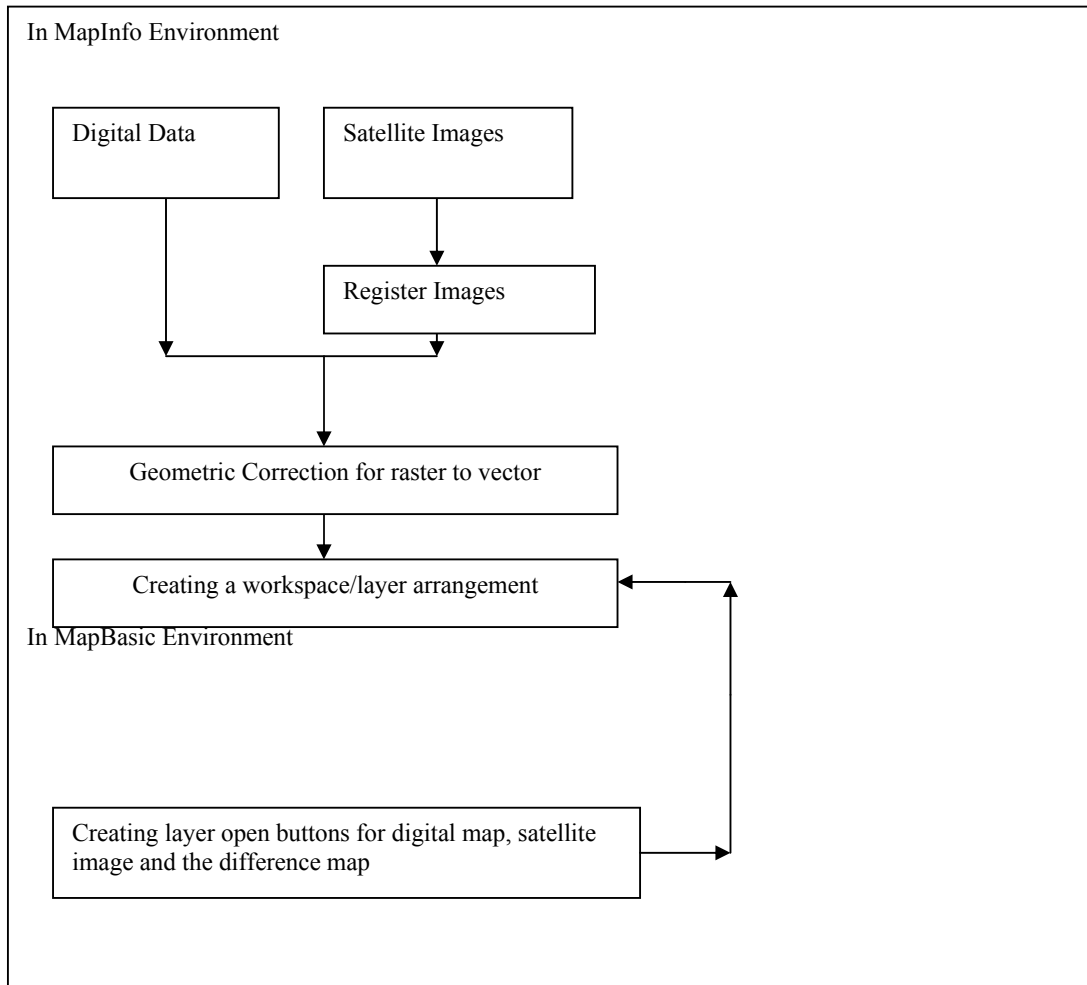 In MapInfo Environment
Digital Data
Satellite Images
Register Images
Geometric Correction for raster to vector
Creating a workspace/layer arrangement
In MapBasic Environment
Creating layer open buttons for digital map, satellite
image and the difference map